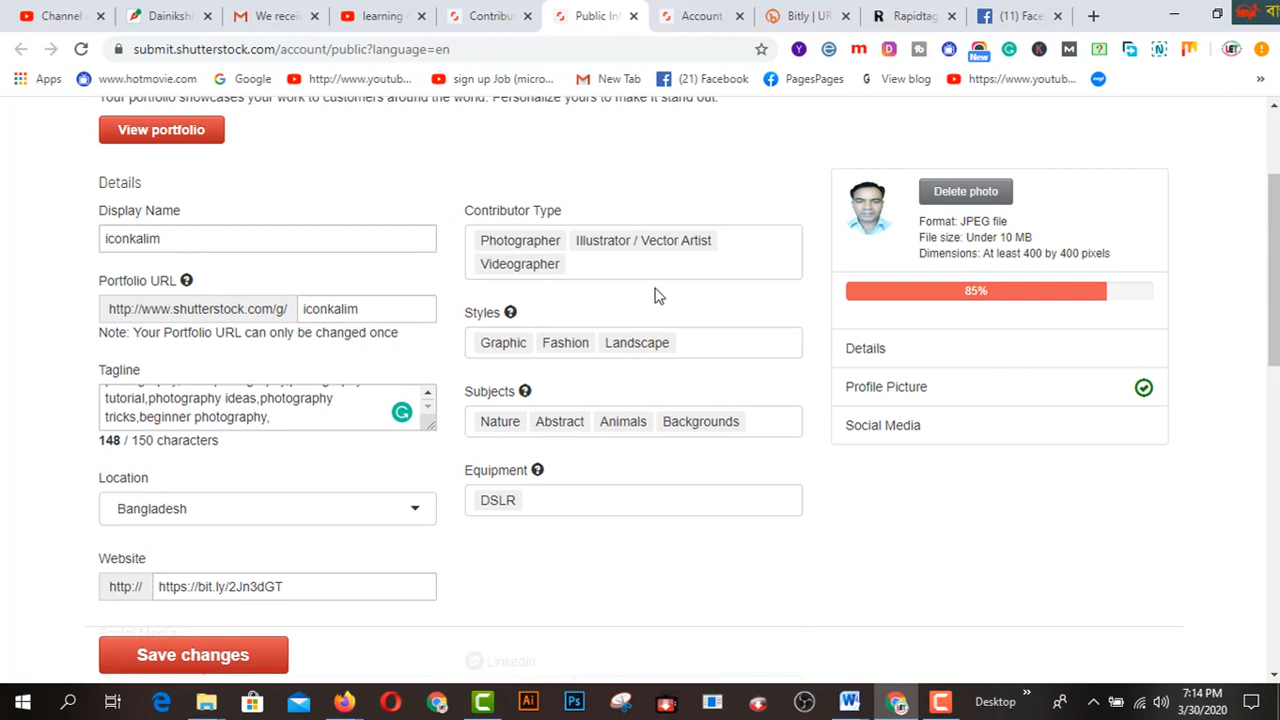 Channel
Dainiksh
We recei
learning
Contribu
Public In
Account
Bitly | UR
Rapidtag
(11) Face
submit.shutterstock.com/account/public?language=en
New
Apps
www.hotmovie.com
Google
http://www.youtub...
sign up Job (micro...
New Tab
(21) Facebook
PagesPages
View blog
https://www.youtub...
»
Your portfolio showcases your work to customers around the world. Personalize yours to make it stand out.
View portfolio
Details
Display Name
iconkalim
Portfolio URL
http://www.shutterstock.com/g/ iconkalim
Note: Your Portfolio URL can only be changed once
Tagline
tutorial,photography ideas,photography
tricks,beginner photography,
148 / 150 characters
Location
Bangladesh
Website
http:// https://bit.ly/2Jn3dGT
Social Media
Save changes
Contributor Type
Photographer Illustrator / Vector Artist
Videographer
Styles
Graphic Fashion Landscape
Subjects
Nature Abstract Animals Backgrounds
Equipment
DSLR
LinkedIn
Delete photo
Format: JPEG file
File size: Under 10 MB
Dimensions: At least 400 by 400 pixels
85%
Details
Profile Picture
Social Media
Desktop »
7:14 PM
3/30/2020